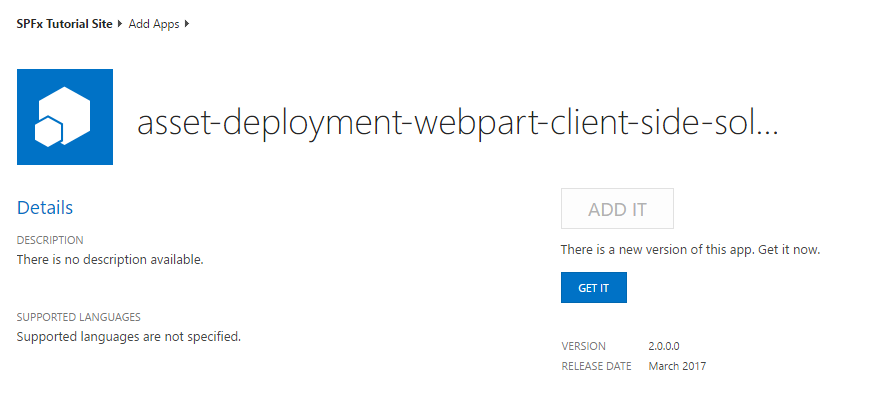 SPFx Tutorial Site ▸ Add Apps ▸
asset-deployment-webpart-client-side-sol...
Details
DESCRIPTION
There is no description available.
SUPPORTED LANGUAGES
Supported languages are not specified.
ADD IT
There is a new version of this app. Get it now.
GET IT
VERSION 2.0.0.0
RELEASE DATE March 2017